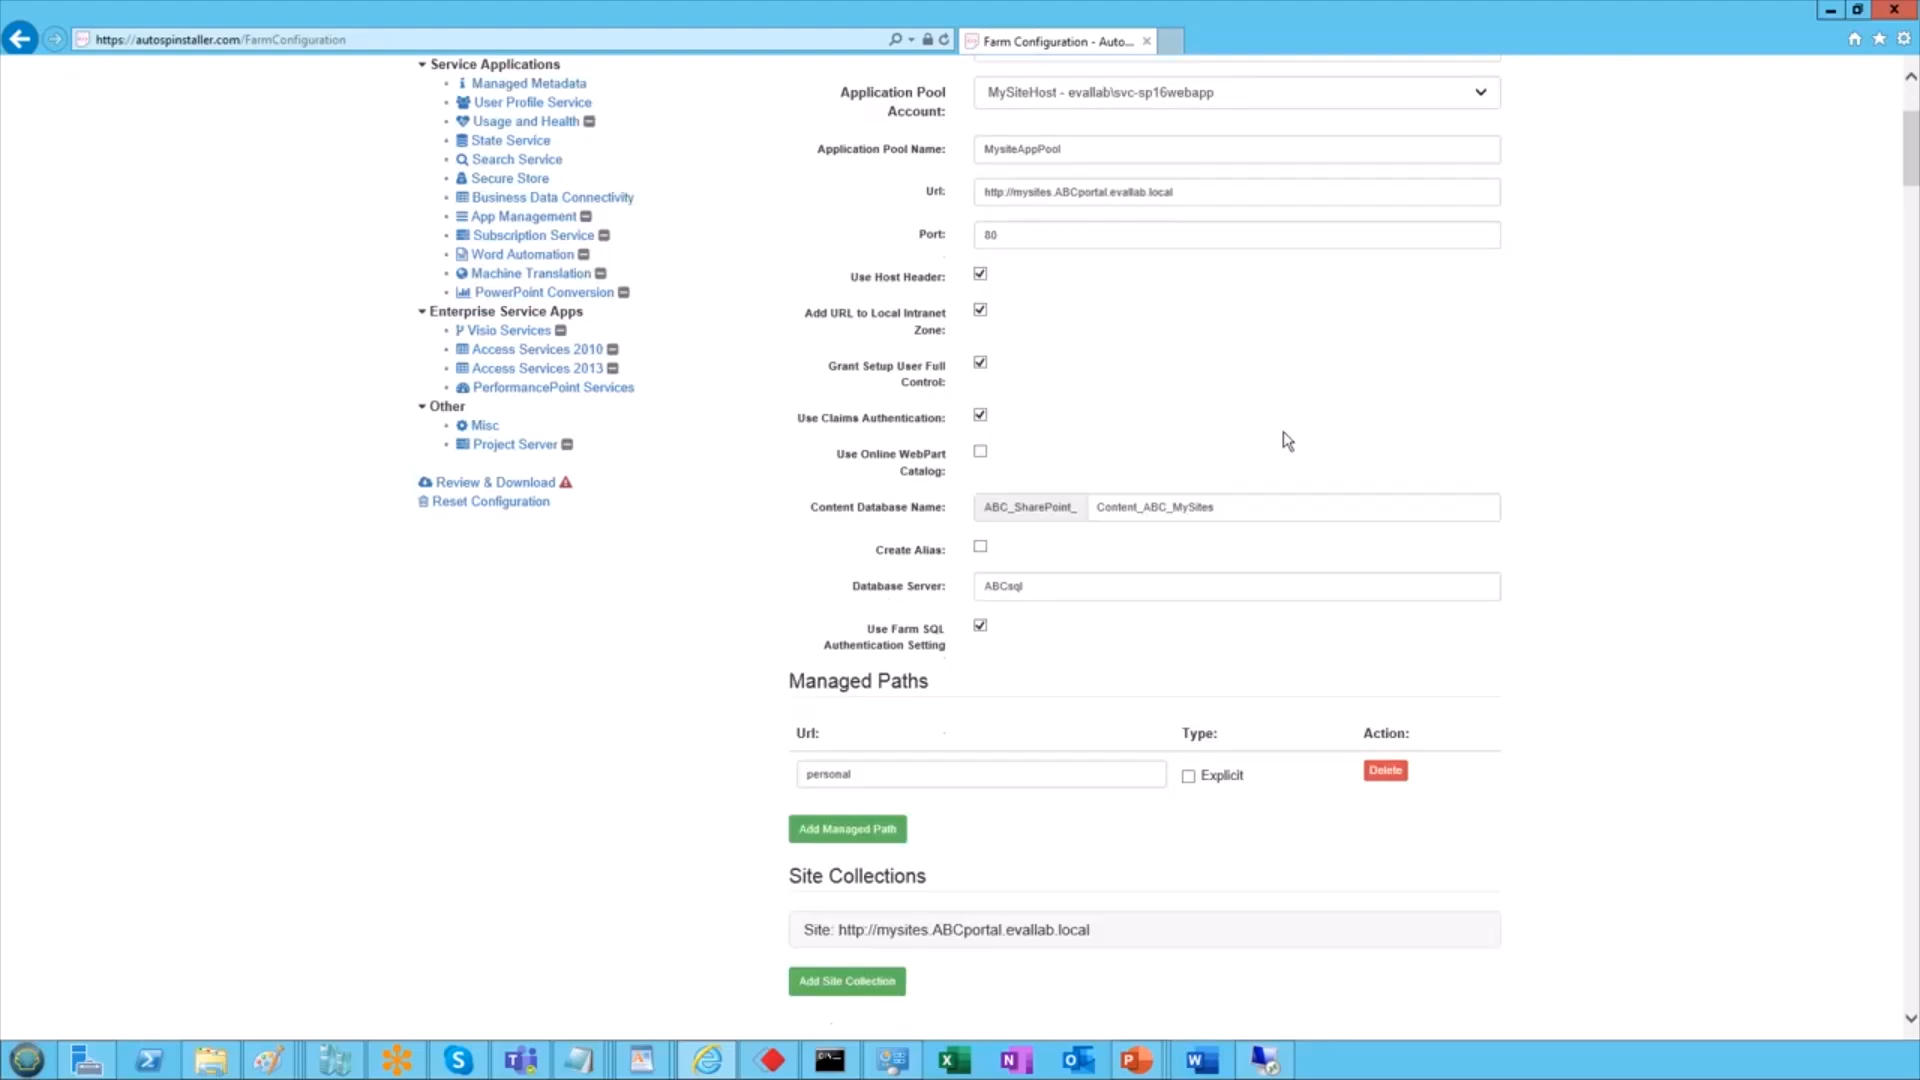 https://autospinstaller.com/FarmConfiguration
Farm Configuration - Auto...
Service Applications
Managed Metadata
User Profile Service
Usage and Health
State Service
Search Service
Secure Store
Business Data Connectivity
App Management
Subscription Service
Word Automation
Machine Translation
PowerPoint Conversion
Enterprise Service Apps
Visio Services
Access Services 2010
Access Services 2013
PerformancePoint Services
Other
Misc
Project Server
Review & Download
Reset Configuration
Application Pool
Account:
MySiteHost - evallab\svc-sp16webapp
Application Pool Name:
MysiteAppPool
Url:
http://mysites.ABCportal.evallab.local
Port:
80
Use Host Header:
Add URL to Local Intranet
Zone:
Grant Setup User Full
Control:
Use Claims Authentication:
Use Online WebPart
Catalog:
Content Database Name:
ABC_SharePoint_
Content_ABC_MySites
Create Alias:
Database Server:
ABCsql
Use Farm SQL
Authentication Setting
Managed Paths
Url:
Type:
Action:
personal
Explicit
Delete
Add Managed Path
Site Collections
Site: http://mysites.ABCportal.evallab.local
Add Site Collection